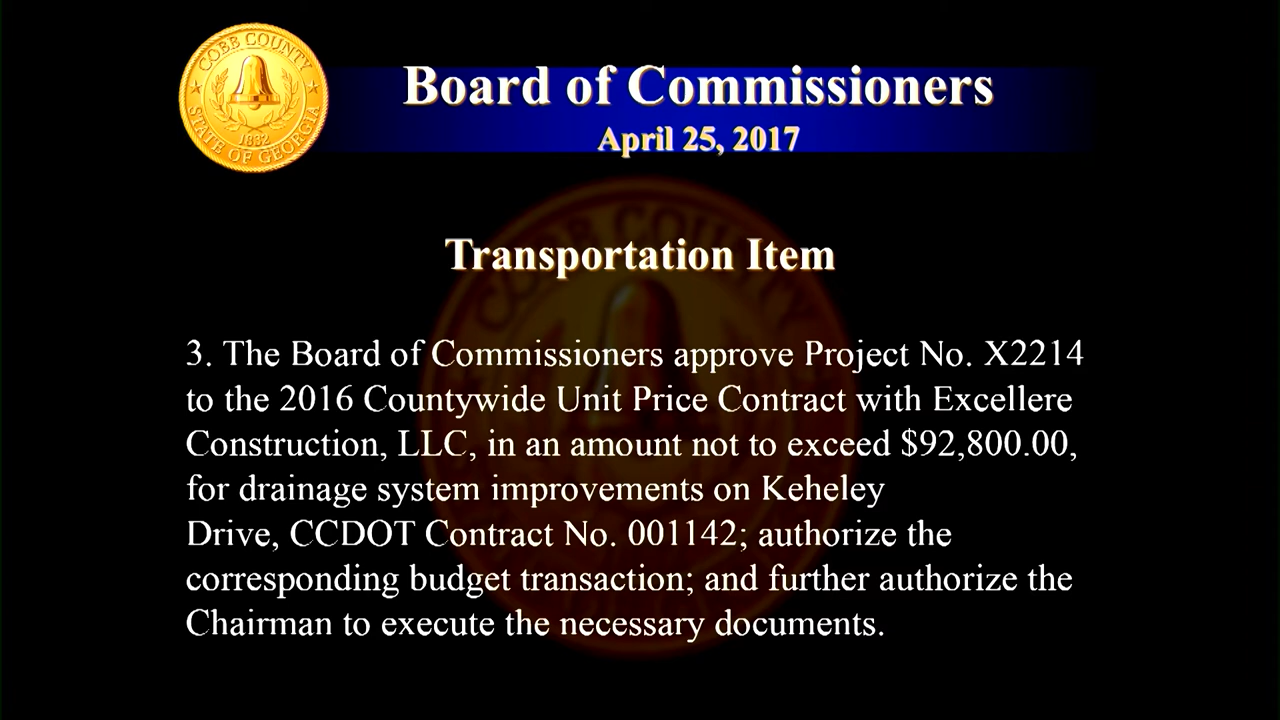 COBB COUNTY
STATE OF GEORGIA
1832
Board of Commissioners
April 25, 2017
COBB COUNTY
Transportation Item
3. The Board of Commissioners approve Project No. X2214
to the 2016 Countywide Unit Price Contract with Excellere
Construction, LLC, in an amount not to exceed $92,800.00,
for drainage system improvements on Keheley
Drive, CCDOT Contract No. 001142; authorize the
corresponding budget transaction; and further authorize the
Chairman to execute the necessary documents.